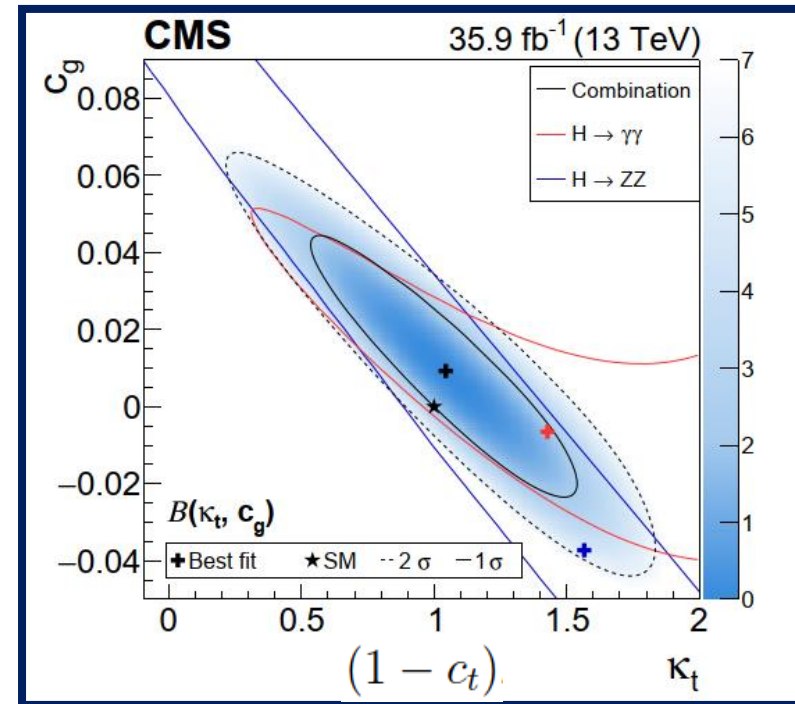 CMS 35.9 fb⁻¹ (13 TeV)
c_g
0.08
0.06
0.04
0.02
0
−0.02
−0.04
Combination
H → γγ
H → ZZ
7
6
5
4
3
2
1
0
B(κ_t, c_g)
Best fit SM 2 σ 1 σ
0 0.5 1 1.5 2
(1 − c_t). κ_t